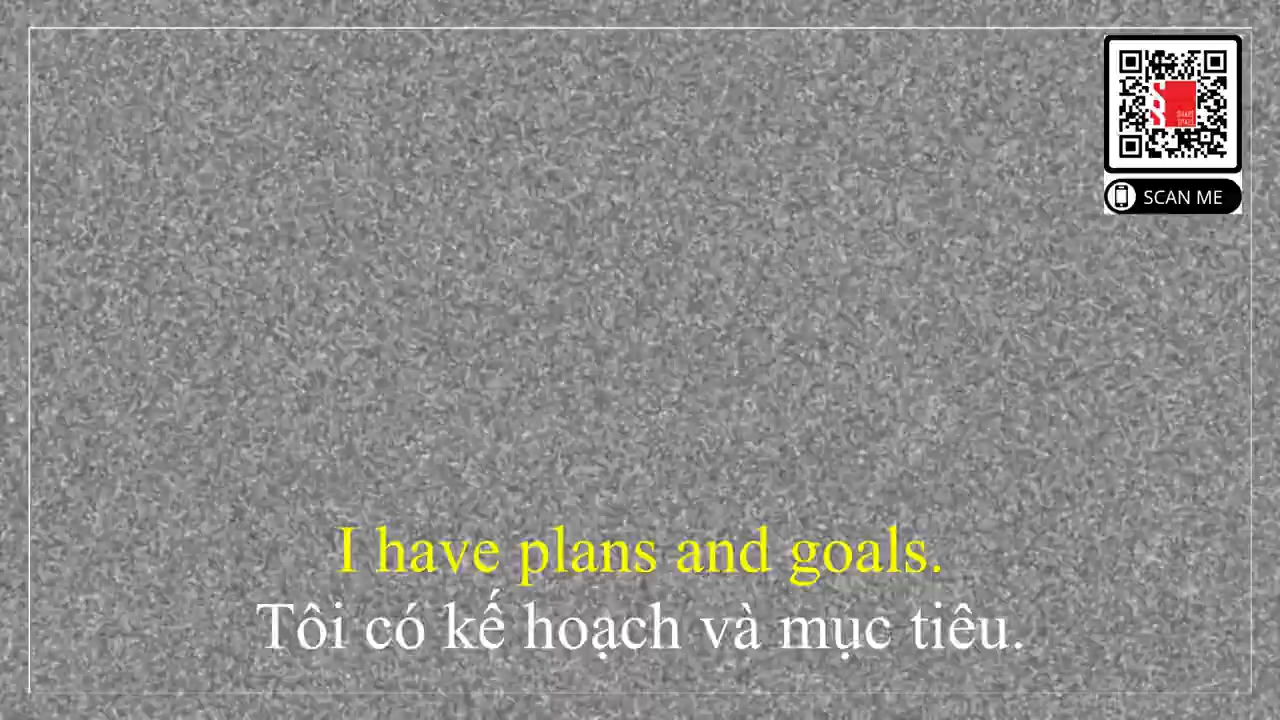 SCAN ME
I have plans and goals.
Tôi có kế hoạch và mục tiêu.